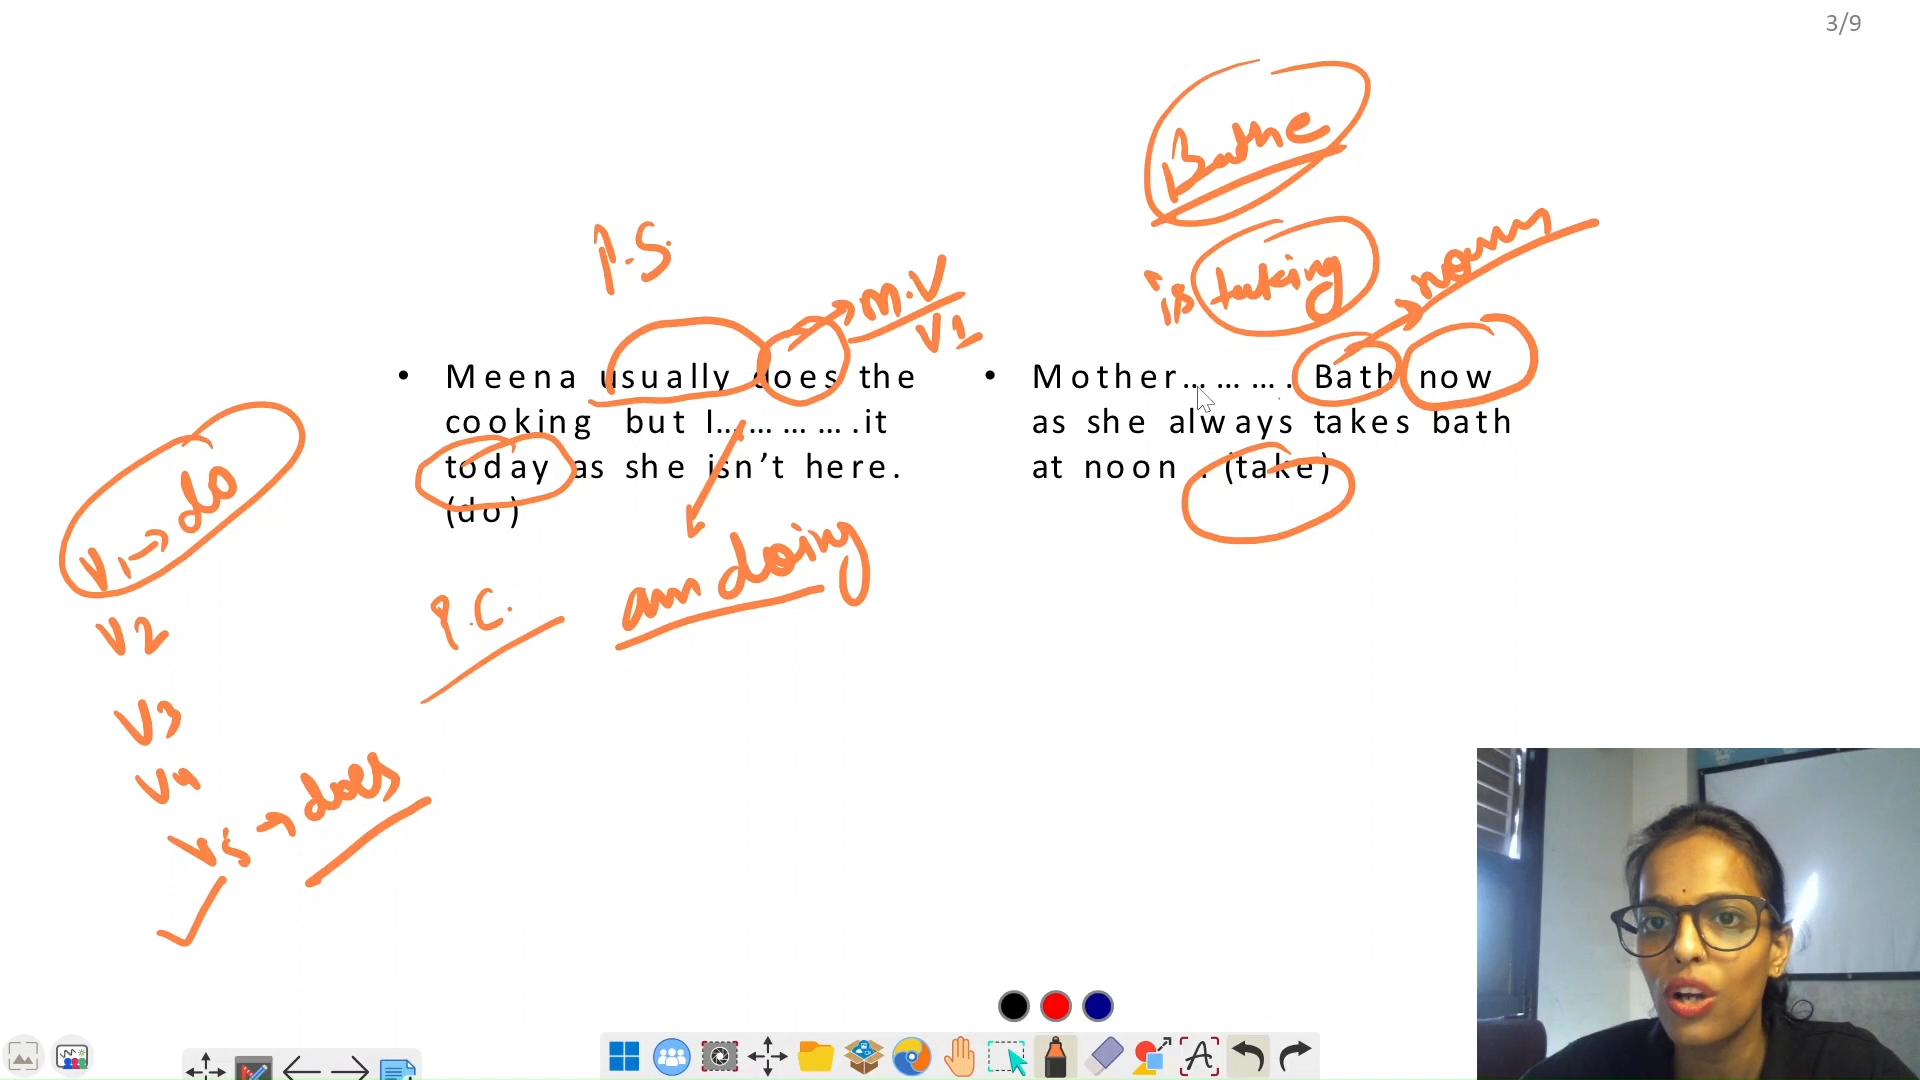 3/9
Bathe
P.S.
is taking
noun
M.V
V1
• Meena usually does the
cooking but I… … … ….it
today as she isn’t here.
(do)
• Mother… … … . Bath now
as she always takes bath
at noon . (take)
V1 → do
am doing
P.C.
V2
V3
V4
V5 → does